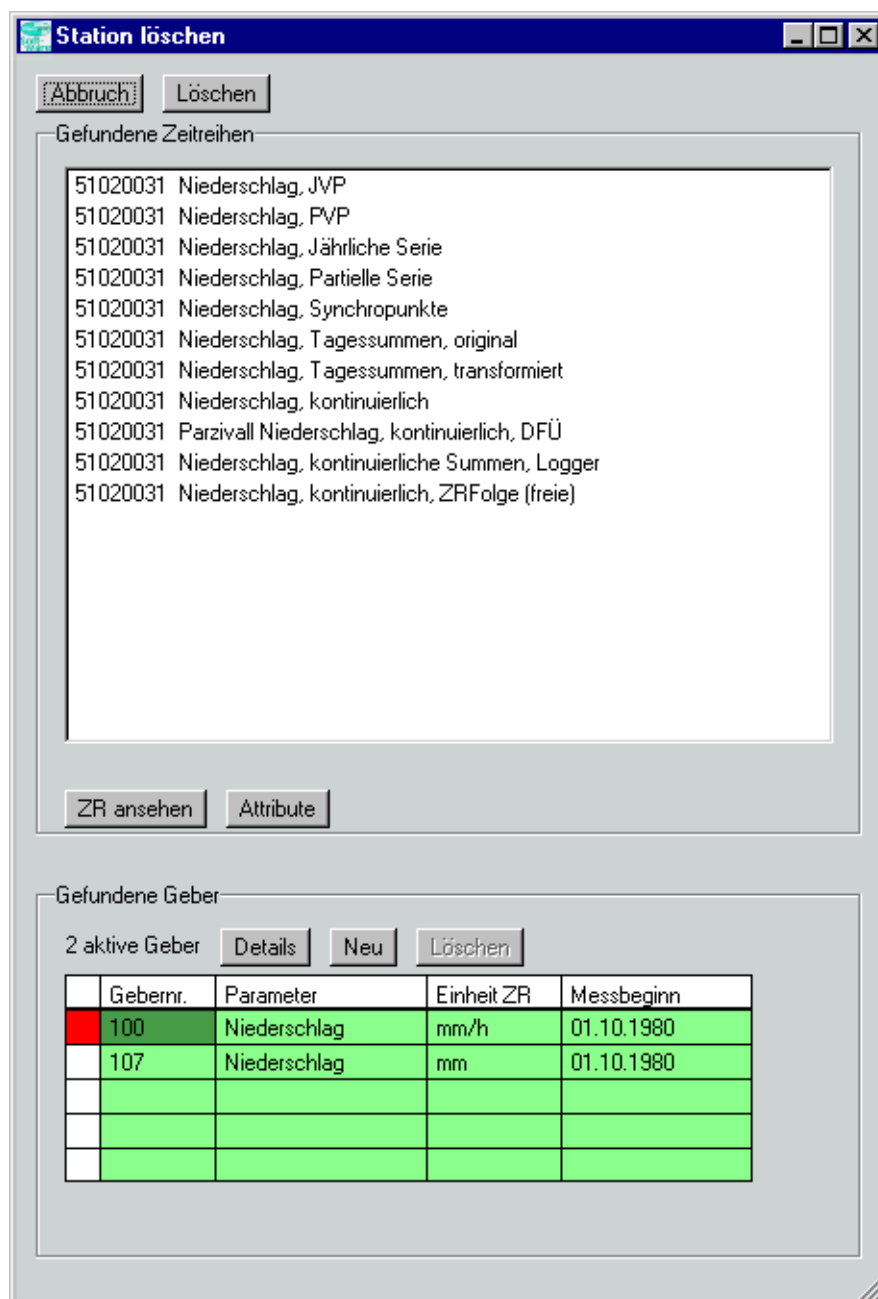 Station löschen
Abbruch Löschen
Gefundene Zeitreihen
51020031 Niederschlag, JVP
51020031 Niederschlag, PVP
51020031 Niederschlag, Jährliche Serie
51020031 Niederschlag, Partielle Serie
51020031 Niederschlag, Synchropunkte
51020031 Niederschlag, Tagessummen, original
51020031 Niederschlag, Tagessummen, transformiert
51020031 Niederschlag, kontinuierlich
51020031 Parzivall Niederschlag, kontinuierlich, DFÜ
51020031 Niederschlag, kontinuierliche Summen, Logger
51020031 Niederschlag, kontinuierlich, ZRFolge (freie)
ZR ansehen Attribute
Gefundene Geber
2 aktive Geber Details Neu Löschen
Gebernr. Parameter Einheit ZR Messbeginn
100 Niederschlag mm/h 01.10.1980
107 Niederschlag mm 01.10.1980